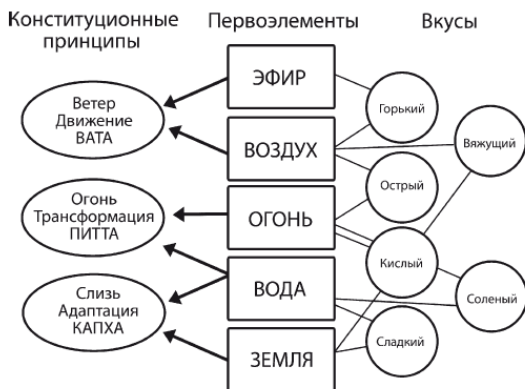 Конституционные
принципы
Первоэлементы
Вкусы
Ветер
Движение
ВАТА
Огонь
Трансформация
ПИТТА
Слизь
Адаптация
КАПХА
ЭФИР
ВОЗДУХ
ОГОНЬ
ВОДА
ЗЕМЛЯ
Горький
Острый
Кислый
Сладкий
Вяжущий
Соленый